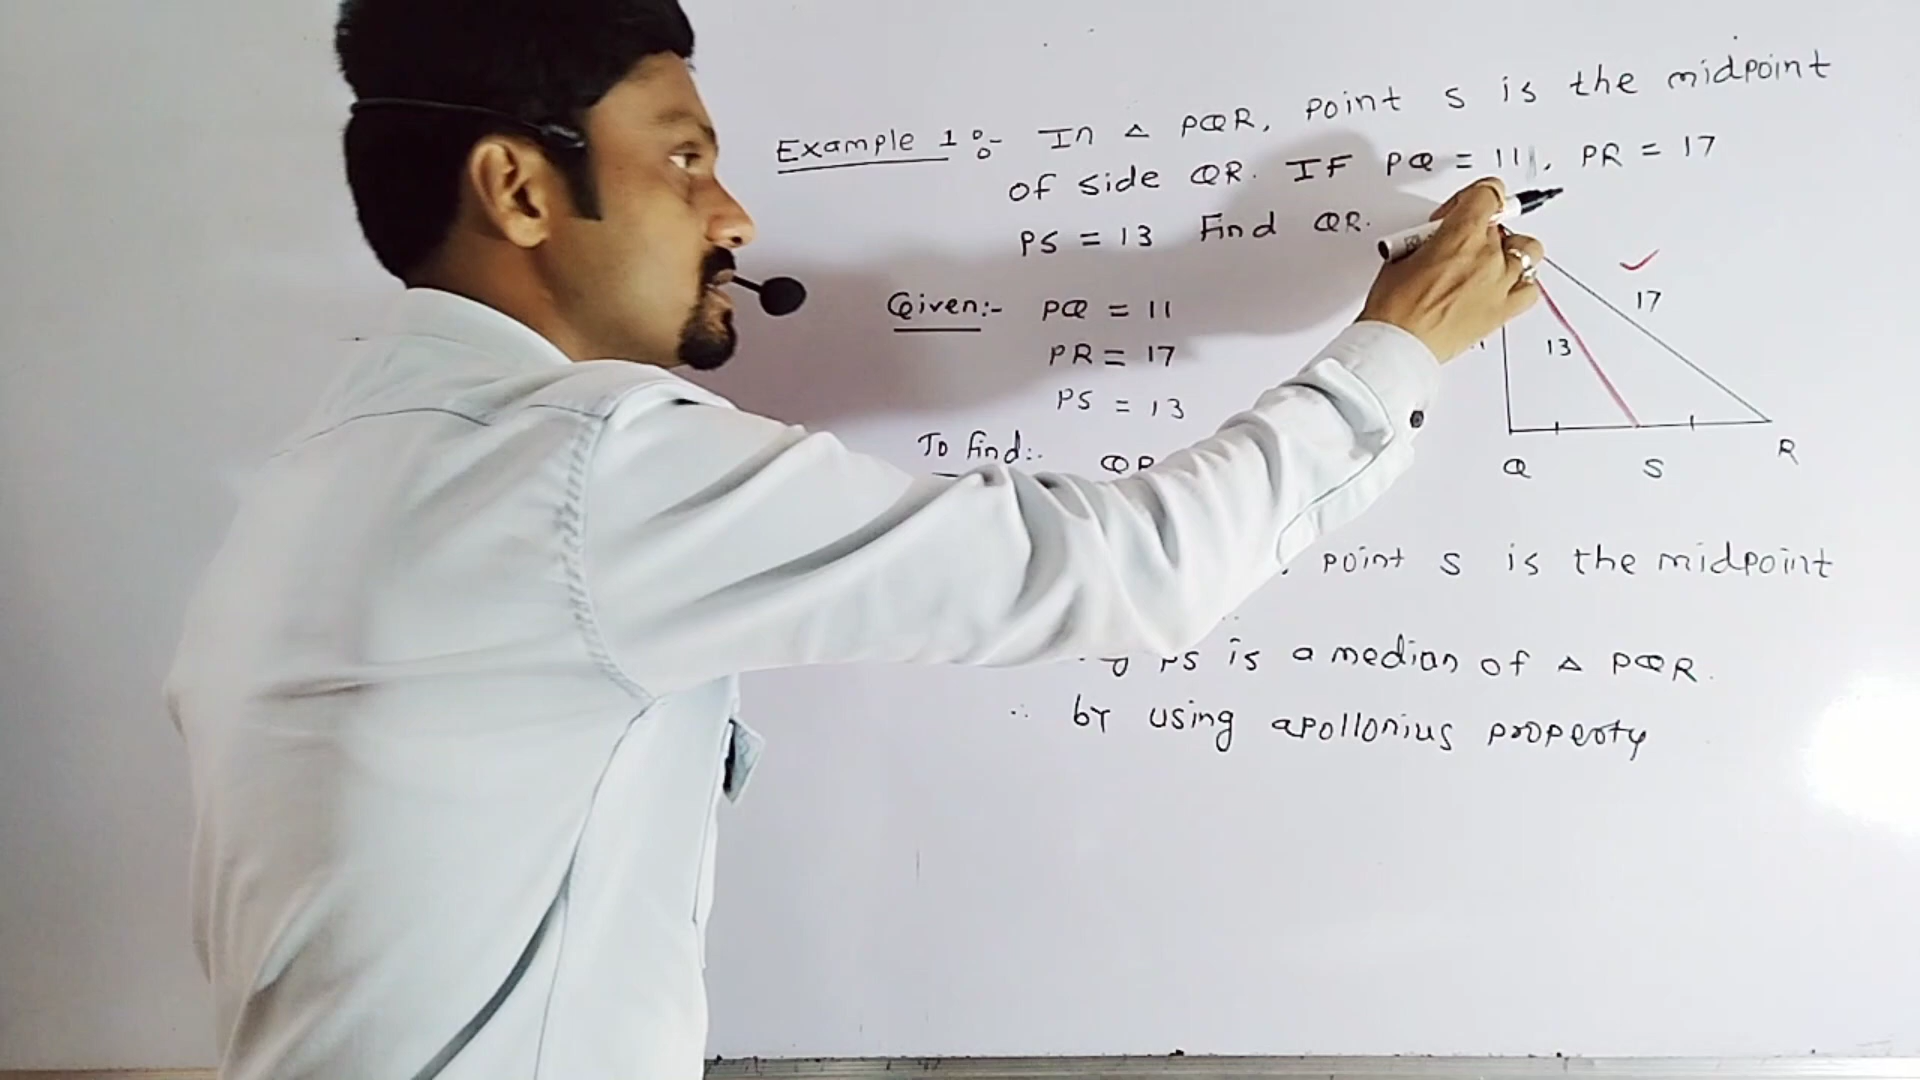 Example 1 :- In △ PQR, point S is the midpoint
of side QR. IF PQ = 11, PR = 17
PS = 13 Find QR.
Given:- PQ = 11
PR = 17
PS = 13
To find:- QR
17
13
Q S R
point S is the midpoint
PS is a median of △ PQR.
∴ by using apollonius property